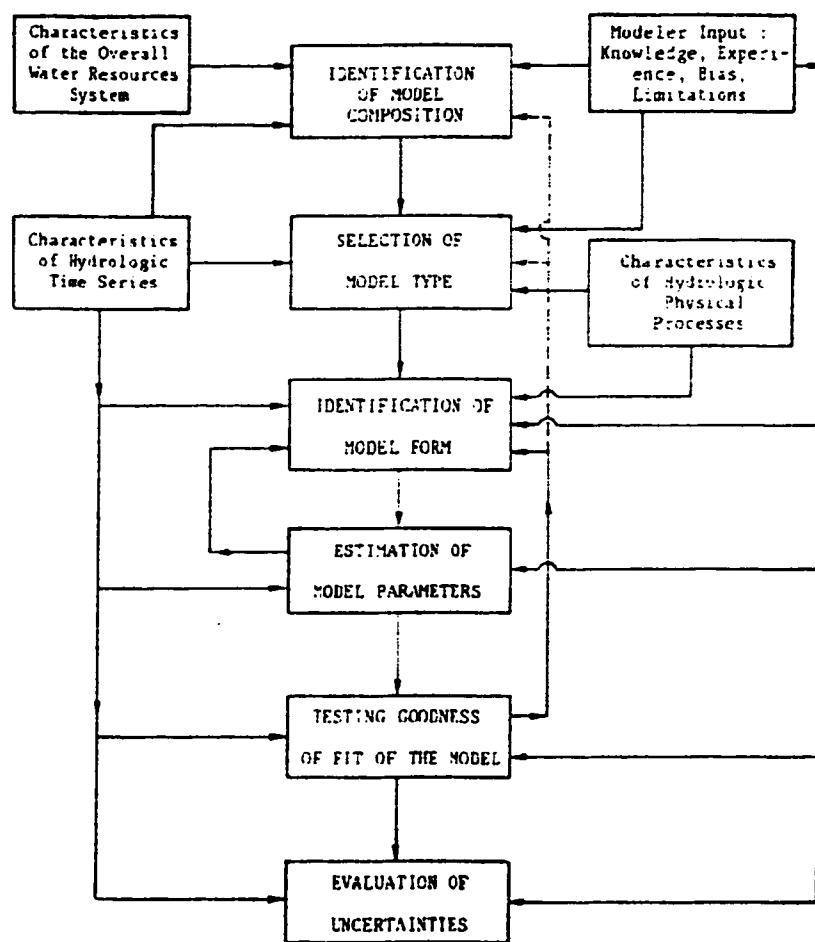 Characteristics
of the Overall
Water Resources
System
IDENTIFICATION
OF MODEL
COMPOSITION
Modeler Input :
Knowledge, Experi-
ence, Bias,
Limitations
Characteristics
of Hydrologic
Time Series
SELECTION OF
MODEL TYPE
Characteristics
of Hydrologic
Physical
Processes
IDENTIFICATION OF
MODEL FORM
ESTIMATION OF
MODEL PARAMETERS
TESTING GOODNESS
OF FIT OF THE MODEL
EVALUATION OF
UNCERTAINTIES